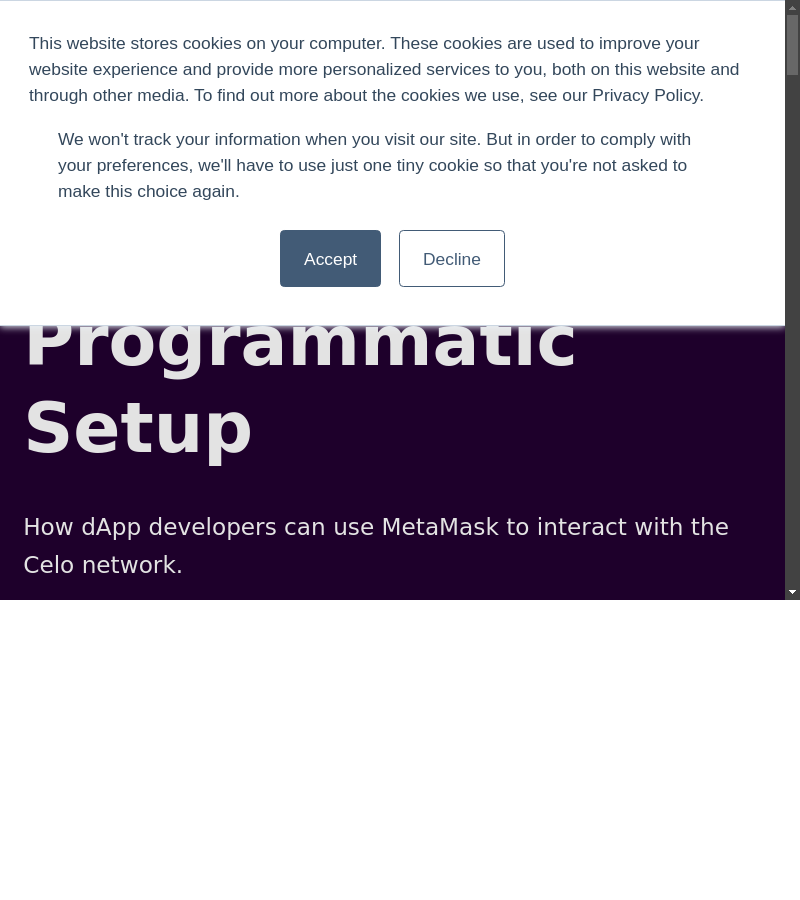 This website stores cookies on your computer. These cookies are used to improve your
website experience and provide more personalized services to you, both on this website and
through other media. To find out more about the cookies we use, see our Privacy Policy.
We won't track your information when you visit our site. But in order to comply with
your preferences, we'll have to use just one tiny cookie so that you're not asked to
make this choice again.
Accept
Decline
Programmatic
Setup
How dApp developers can use MetaMask to interact with the
Celo network.